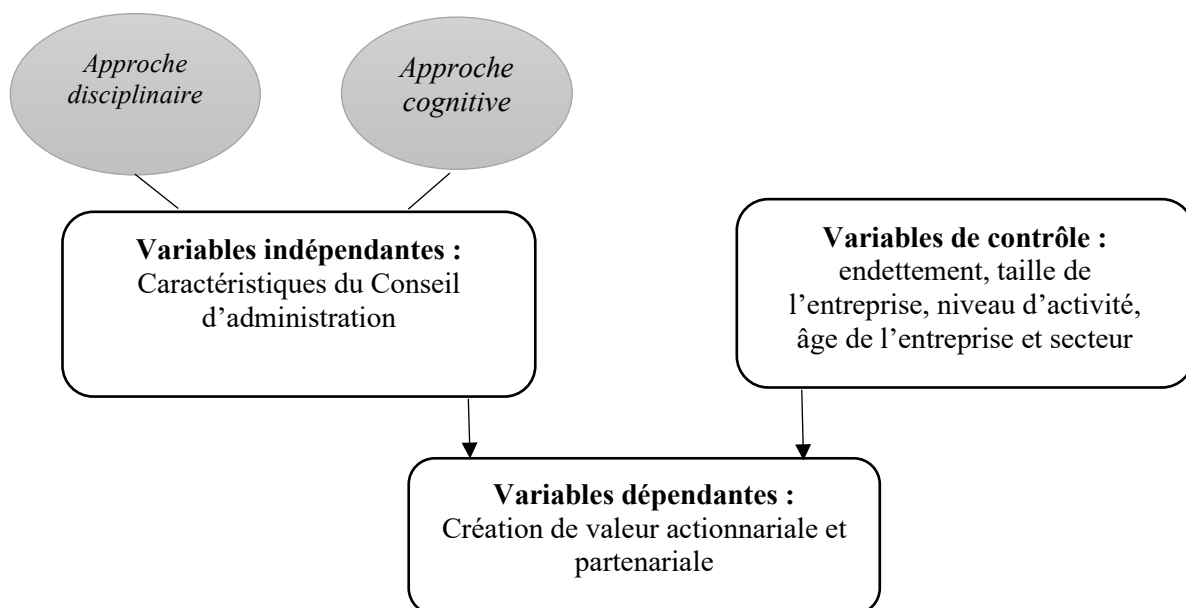 Approche
disciplinaire
Approche
cognitive
Variables indépendantes :
Caractéristiques du Conseil
d’administration
Variables de contrôle :
endettement, taille de
l’entreprise, niveau d’activité,
âge de l’entreprise et secteur
Variables dépendantes :
Création de valeur actionnariale et
partenariale